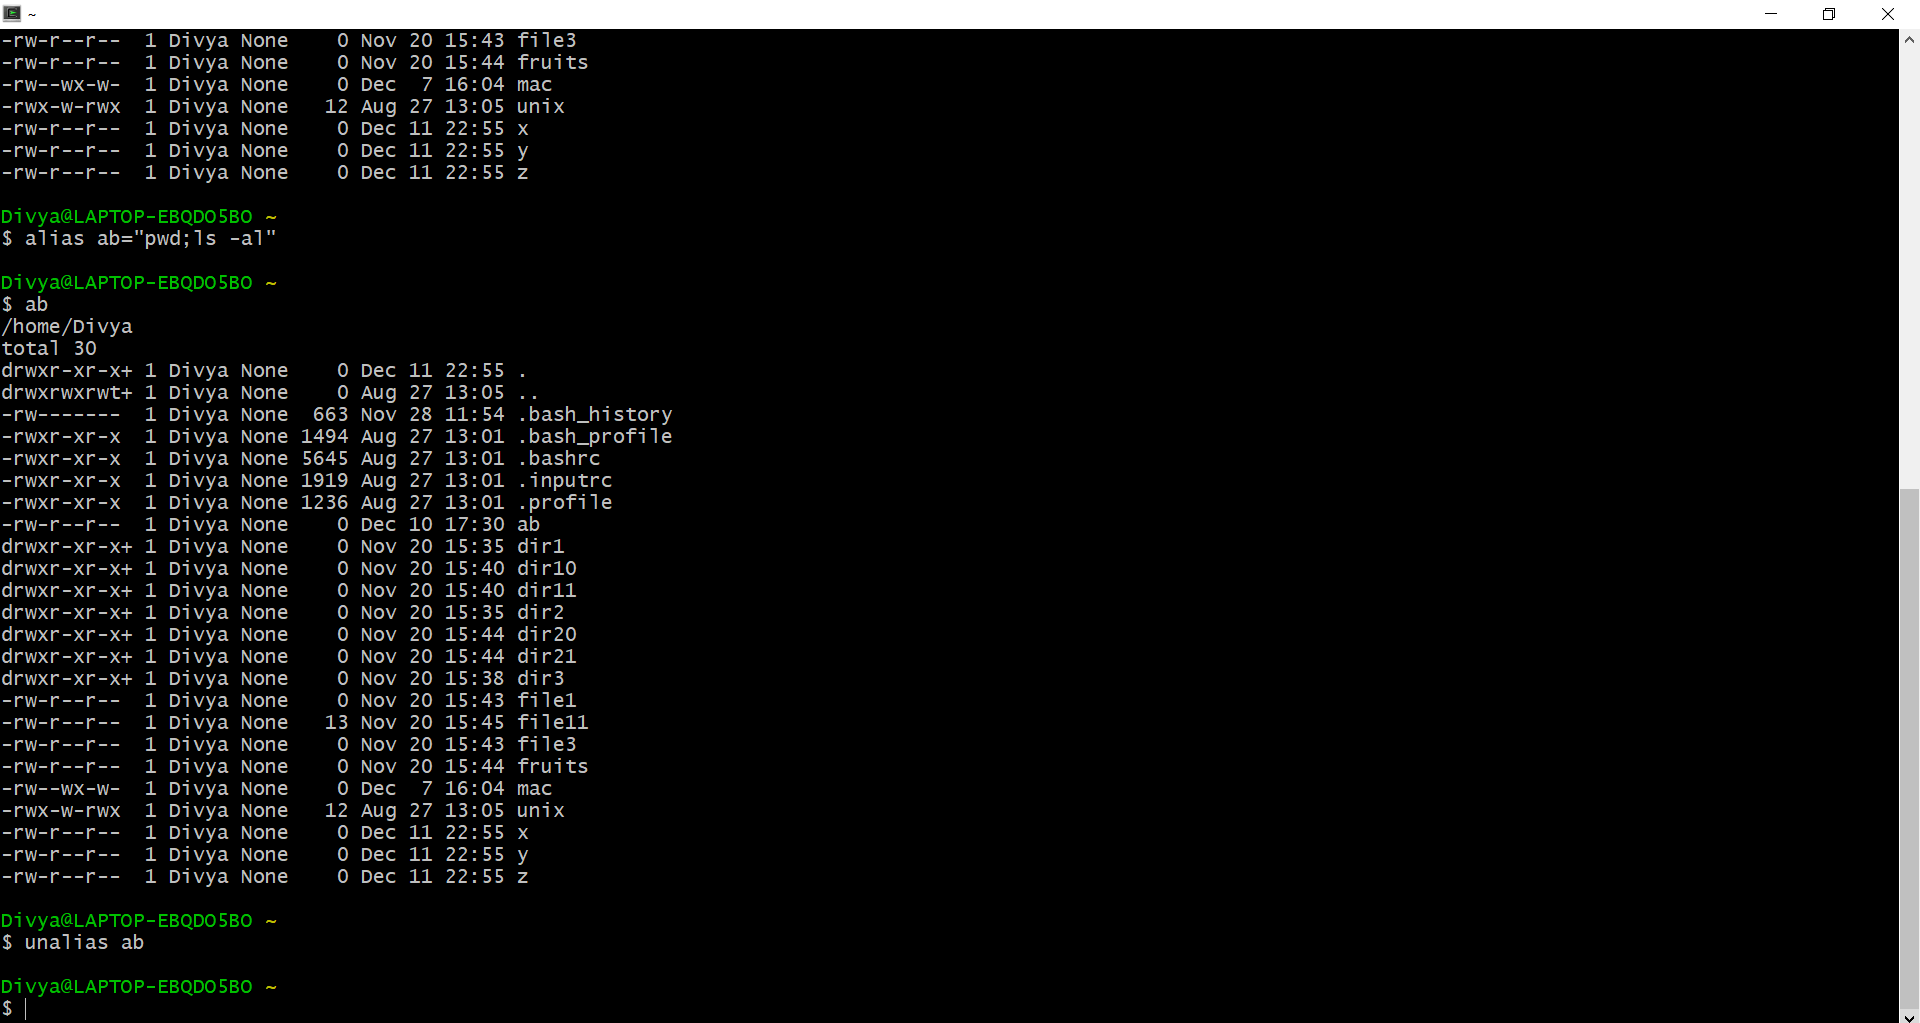 ~
-rw-r--r--  1 Divya None    0 Nov 20 15:43 file3
-rw-r--r--  1 Divya None    0 Nov 20 15:44 fruits
-rw--wx-w-  1 Divya None    0 Dec  7 16:04 mac
-rwx-w-rwx  1 Divya None   12 Aug 27 13:05 unix
-rw-r--r--  1 Divya None    0 Dec 11 22:55 x
-rw-r--r--  1 Divya None    0 Dec 11 22:55 y
-rw-r--r--  1 Divya None    0 Dec 11 22:55 z
Divya@LAPTOP-EBQDO5BO ~
$ alias ab="pwd;ls -al"
Divya@LAPTOP-EBQDO5BO ~
$ ab
/home/Divya
total 30
drwxr-xr-x+ 1 Divya None    0 Dec 11 22:55 .
drwxrwxrwt+ 1 Divya None    0 Aug 27 13:05 ..
-rw-------  1 Divya None  663 Nov 28 11:54 .bash_history
-rwxr-xr-x  1 Divya None 1494 Aug 27 13:01 .bash_profile
-rwxr-xr-x  1 Divya None 5645 Aug 27 13:01 .bashrc
-rwxr-xr-x  1 Divya None 1919 Aug 27 13:01 .inputrc
-rwxr-xr-x  1 Divya None 1236 Aug 27 13:01 .profile
-rw-r--r--  1 Divya None    0 Dec 10 17:30 ab
drwxr-xr-x+ 1 Divya None    0 Nov 20 15:35 dir1
drwxr-xr-x+ 1 Divya None    0 Nov 20 15:40 dir10
drwxr-xr-x+ 1 Divya None    0 Nov 20 15:40 dir11
drwxr-xr-x+ 1 Divya None    0 Nov 20 15:35 dir2
drwxr-xr-x+ 1 Divya None    0 Nov 20 15:44 dir20
drwxr-xr-x+ 1 Divya None    0 Nov 20 15:44 dir21
drwxr-xr-x+ 1 Divya None    0 Nov 20 15:38 dir3
-rw-r--r--  1 Divya None    0 Nov 20 15:43 file1
-rw-r--r--  1 Divya None   13 Nov 20 15:45 file11
-rw-r--r--  1 Divya None    0 Nov 20 15:43 file3
-rw-r--r--  1 Divya None    0 Nov 20 15:44 fruits
-rw--wx-w-  1 Divya None    0 Dec  7 16:04 mac
-rwx-w-rwx  1 Divya None   12 Aug 27 13:05 unix
-rw-r--r--  1 Divya None    0 Dec 11 22:55 x
-rw-r--r--  1 Divya None    0 Dec 11 22:55 y
-rw-r--r--  1 Divya None    0 Dec 11 22:55 z
Divya@LAPTOP-EBQDO5BO ~
$ unalias ab
Divya@LAPTOP-EBQDO5BO ~
$